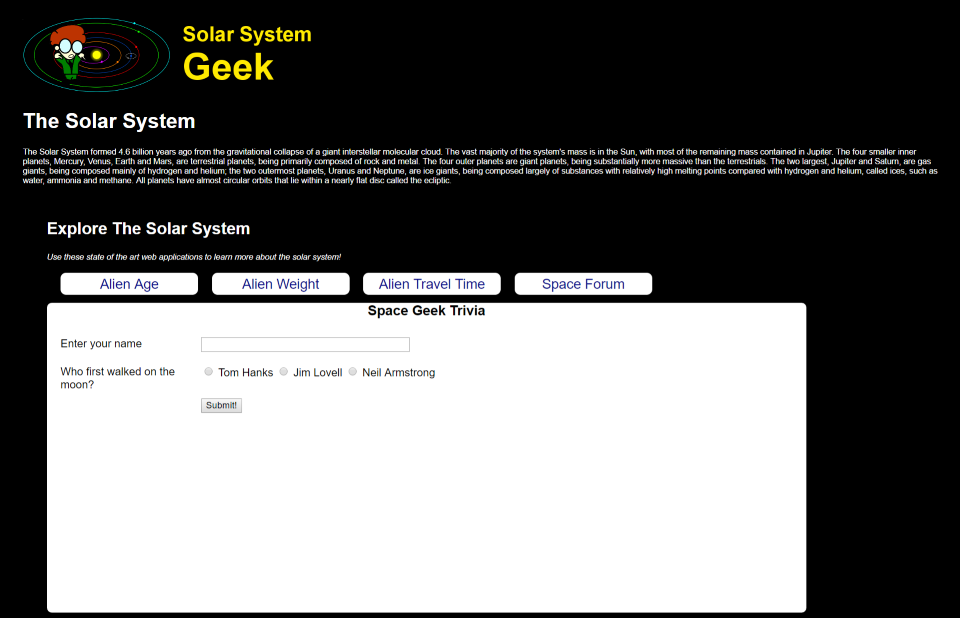 Solar System
Geek
The Solar System
The Solar System formed 4.6 billion years ago from the gravitational collapse of a giant interstellar molecular cloud. The vast majority of the system's mass is in the Sun, with most of the remaining mass contained in Jupiter. The four smaller inner
planets, Mercury, Venus, Earth and Mars, are terrestrial planets, being primarily composed of rock and metal. The four outer planets are giant planets, being substantially more massive than the terrestrials. The two largest, Jupiter and Saturn, are gas
giants, being composed mainly of hydrogen and helium; the two outermost planets, Uranus and Neptune, are ice giants, being composed largely of substances with relatively high melting points compared with hydrogen and helium, called ices, such as
water, ammonia and methane. All planets have almost circular orbits that lie within a nearly flat disc called the ecliptic.
Explore The Solar System
Use these state of the art web applications to learn more about the solar system!
Alien Age Alien Weight Alien Travel Time Space Forum
Space Geek Trivia
Enter your name
Who first walked on the Tom Hanks Jim Lovell Neil Armstrong
moon?
Submit!